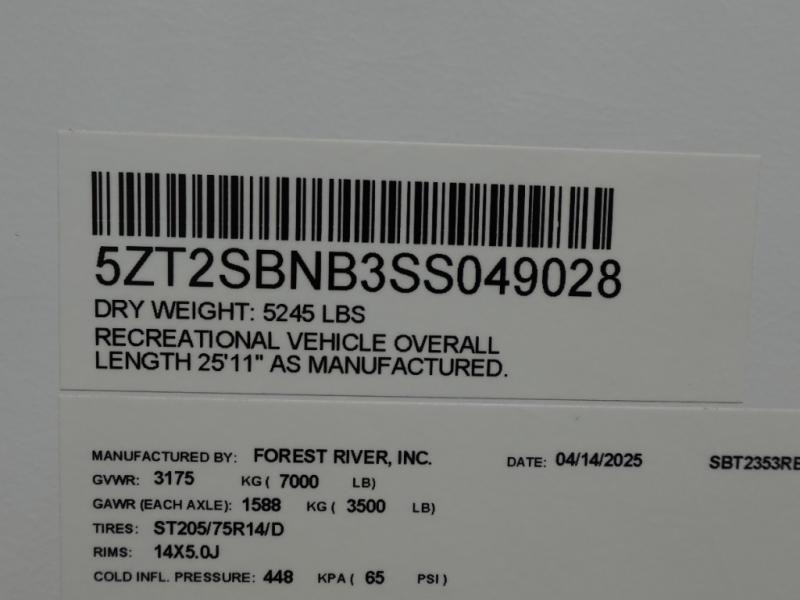 5ZT2SBNB3SS049028
DRY WEIGHT: 5245 LBS
RECREATIONAL VEHICLE OVERALL
LENGTH 25'11" AS MANUFACTURED.
MANUFACTURED BY: FOREST RIVER, INC. DATE: 04/14/2025 SBT2353RE
GVWR: 3175 KG ( 7000 LB)
GAWR (EACH AXLE): 1588 KG ( 3500 LB)
TIRES: ST205/75R14/D
RIMS: 14X5.0J
COLD INFL. PRESSURE: 448 KPA ( 65 PSI )